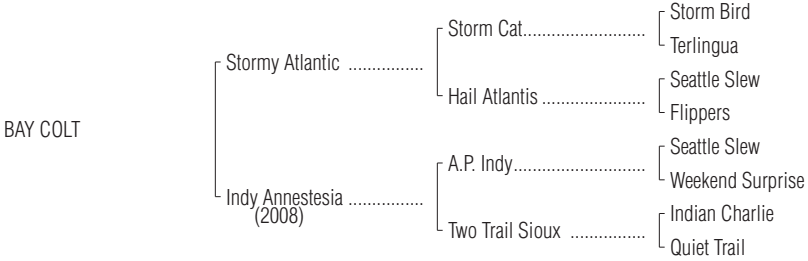 Storm Bird
Storm Cat..........................
Terlingua
Stormy Atlantic ................
Seattle Slew
Hail Atlantis ......................
Flippers
BAY COLT
Seattle Slew
A.P. Indy............................
Weekend Surprise
Indy Annestesia ................
(2008)
Indian Charlie
Two Trail Sioux ................
Quiet Trail